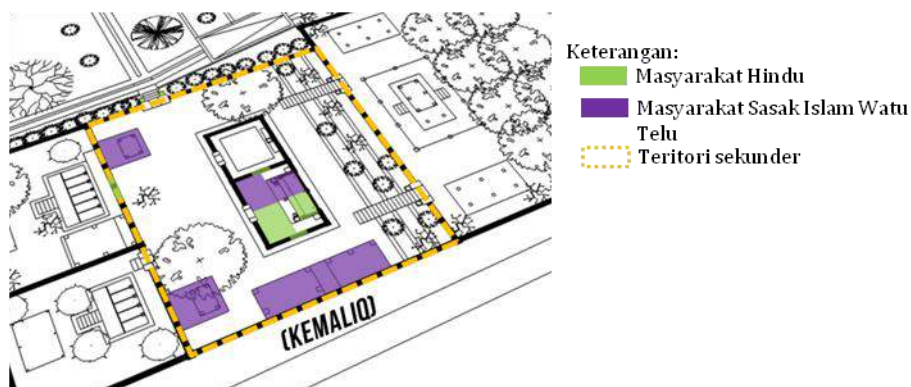 Keterangan:
Masyarakat Hindu
Masyarakat Sasak Islam Watu
Telu
Teritori sekunder
(KEMALIQ)